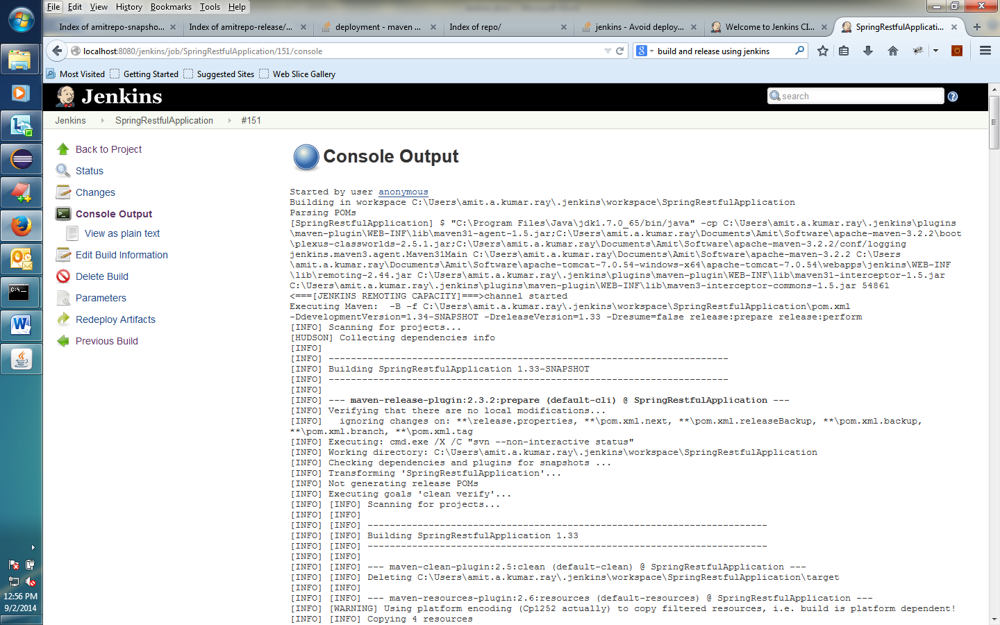 File Edit View History Bookmarks Tools Help
Index of amitrepo-snapsho... Index of amitrepo-release/... deployment - maven ... Index of repo/ jenkins - Avoid deploy... Welcome to Jenkins CI... SpringRestfulApplicati...
localhost:8080/jenkins/job/SpringRestfulApplication/151/console
build and release using jenkins
Most Visited Getting Started Suggested Sites Web Slice Gallery
Jenkins
search
Jenkins SpringRestfulApplication #151
Back to Project
Status
Changes
Console Output
View as plain text
Edit Build Information
Delete Build
Parameters
Redeploy Artifacts
Previous Build
Console Output
Started by user anonymous
Building in workspace C:\Users\amit.a.kumar.ray\.jenkins\workspace\SpringRestfulApplication
Parsing POMs
[SpringRestfulApplication] $ "C:\Program Files\Java\jdk1.7.0_65/bin/java" -cp C:\Users\amit.a.kumar.ray\.jenkins\plugins
\maven-plugin\WEB-INF\lib\maven31-agent-1.5.jar;C:\Users\amit.a.kumar.ray\Documents\Amit\Software\apache-maven-3.2.2\boot
\plexus-classworlds-2.5.1.jar;C:\Users\amit.a.kumar.ray\Documents\Amit\Software\apache-maven-3.2.2/conf/logging
jenkins.maven3.agent.Maven31Main C:\Users\amit.a.kumar.ray\Documents\Amit\Software\apache-maven-3.2.2 C:\Users
\amit.a.kumar.ray\Documents\Amit\Software\apache-tomcat-7.0.54-windows-x64\apache-tomcat-7.0.54\webapps\jenkins\WEB-INF
\lib\remoting-2.44.jar C:\Users\amit.a.kumar.ray\.jenkins\plugins\maven-plugin\WEB-INF\lib\maven31-interceptor-1.5.jar
C:\Users\amit.a.kumar.ray\.jenkins\plugins\maven-plugin\WEB-INF\lib\maven3-interceptor-commons-1.5.jar 54861
<===[JENKINS REMOTING CAPACITY]===>channel started
Executing Maven:  -B -f C:\Users\amit.a.kumar.ray\.jenkins\workspace\SpringRestfulApplication\pom.xml
-DdevelopmentVersion=1.34-SNAPSHOT -DreleaseVersion=1.33 -Dresume=false release:prepare release:perform
[INFO] Scanning for projects...
[HUDSON] Collecting dependencies info
[INFO]
[INFO] ------------------------------------------------------------------------
[INFO] Building SpringRestfulApplication 1.33-SNAPSHOT
[INFO] ------------------------------------------------------------------------
[INFO]
[INFO] --- maven-release-plugin:2.3.2:prepare (default-cli) @ SpringRestfulApplication ---
[INFO] Verifying that there are no local modifications...
[INFO]   ignoring changes on: **\release.properties, **\pom.xml.next, **\pom.xml.releaseBackup, **\pom.xml.backup,
**\pom.xml.branch, **\pom.xml.tag
[INFO] Executing: cmd.exe /X /C "svn --non-interactive status"
[INFO] Working directory: C:\Users\amit.a.kumar.ray\.jenkins\workspace\SpringRestfulApplication
[INFO] Checking dependencies and plugins for snapshots ...
[INFO] Transforming 'SpringRestfulApplication'...
[INFO] Not generating release POMs
[INFO] Executing goals 'clean verify'...
[INFO] [INFO] Scanning for projects...
[INFO] [INFO]
[INFO] [INFO] ------------------------------------------------------------------------
[INFO] [INFO] Building SpringRestfulApplication 1.33
[INFO] [INFO] ------------------------------------------------------------------------
[INFO] [INFO]
[INFO] [INFO] --- maven-clean-plugin:2.5:clean (default-clean) @ SpringRestfulApplication ---
[INFO] [INFO] Deleting C:\Users\amit.a.kumar.ray\.jenkins\workspace\SpringRestfulApplication\target
[INFO] [INFO]
[INFO] [INFO] --- maven-resources-plugin:2.6:resources (default-resources) @ SpringRestfulApplication ---
[INFO] [WARNING] Using platform encoding (Cp1252 actually) to copy filtered resources, i.e. build is platform dependent!
[INFO] [INFO] Copying 4 resources
12:56 PM
9/2/2014